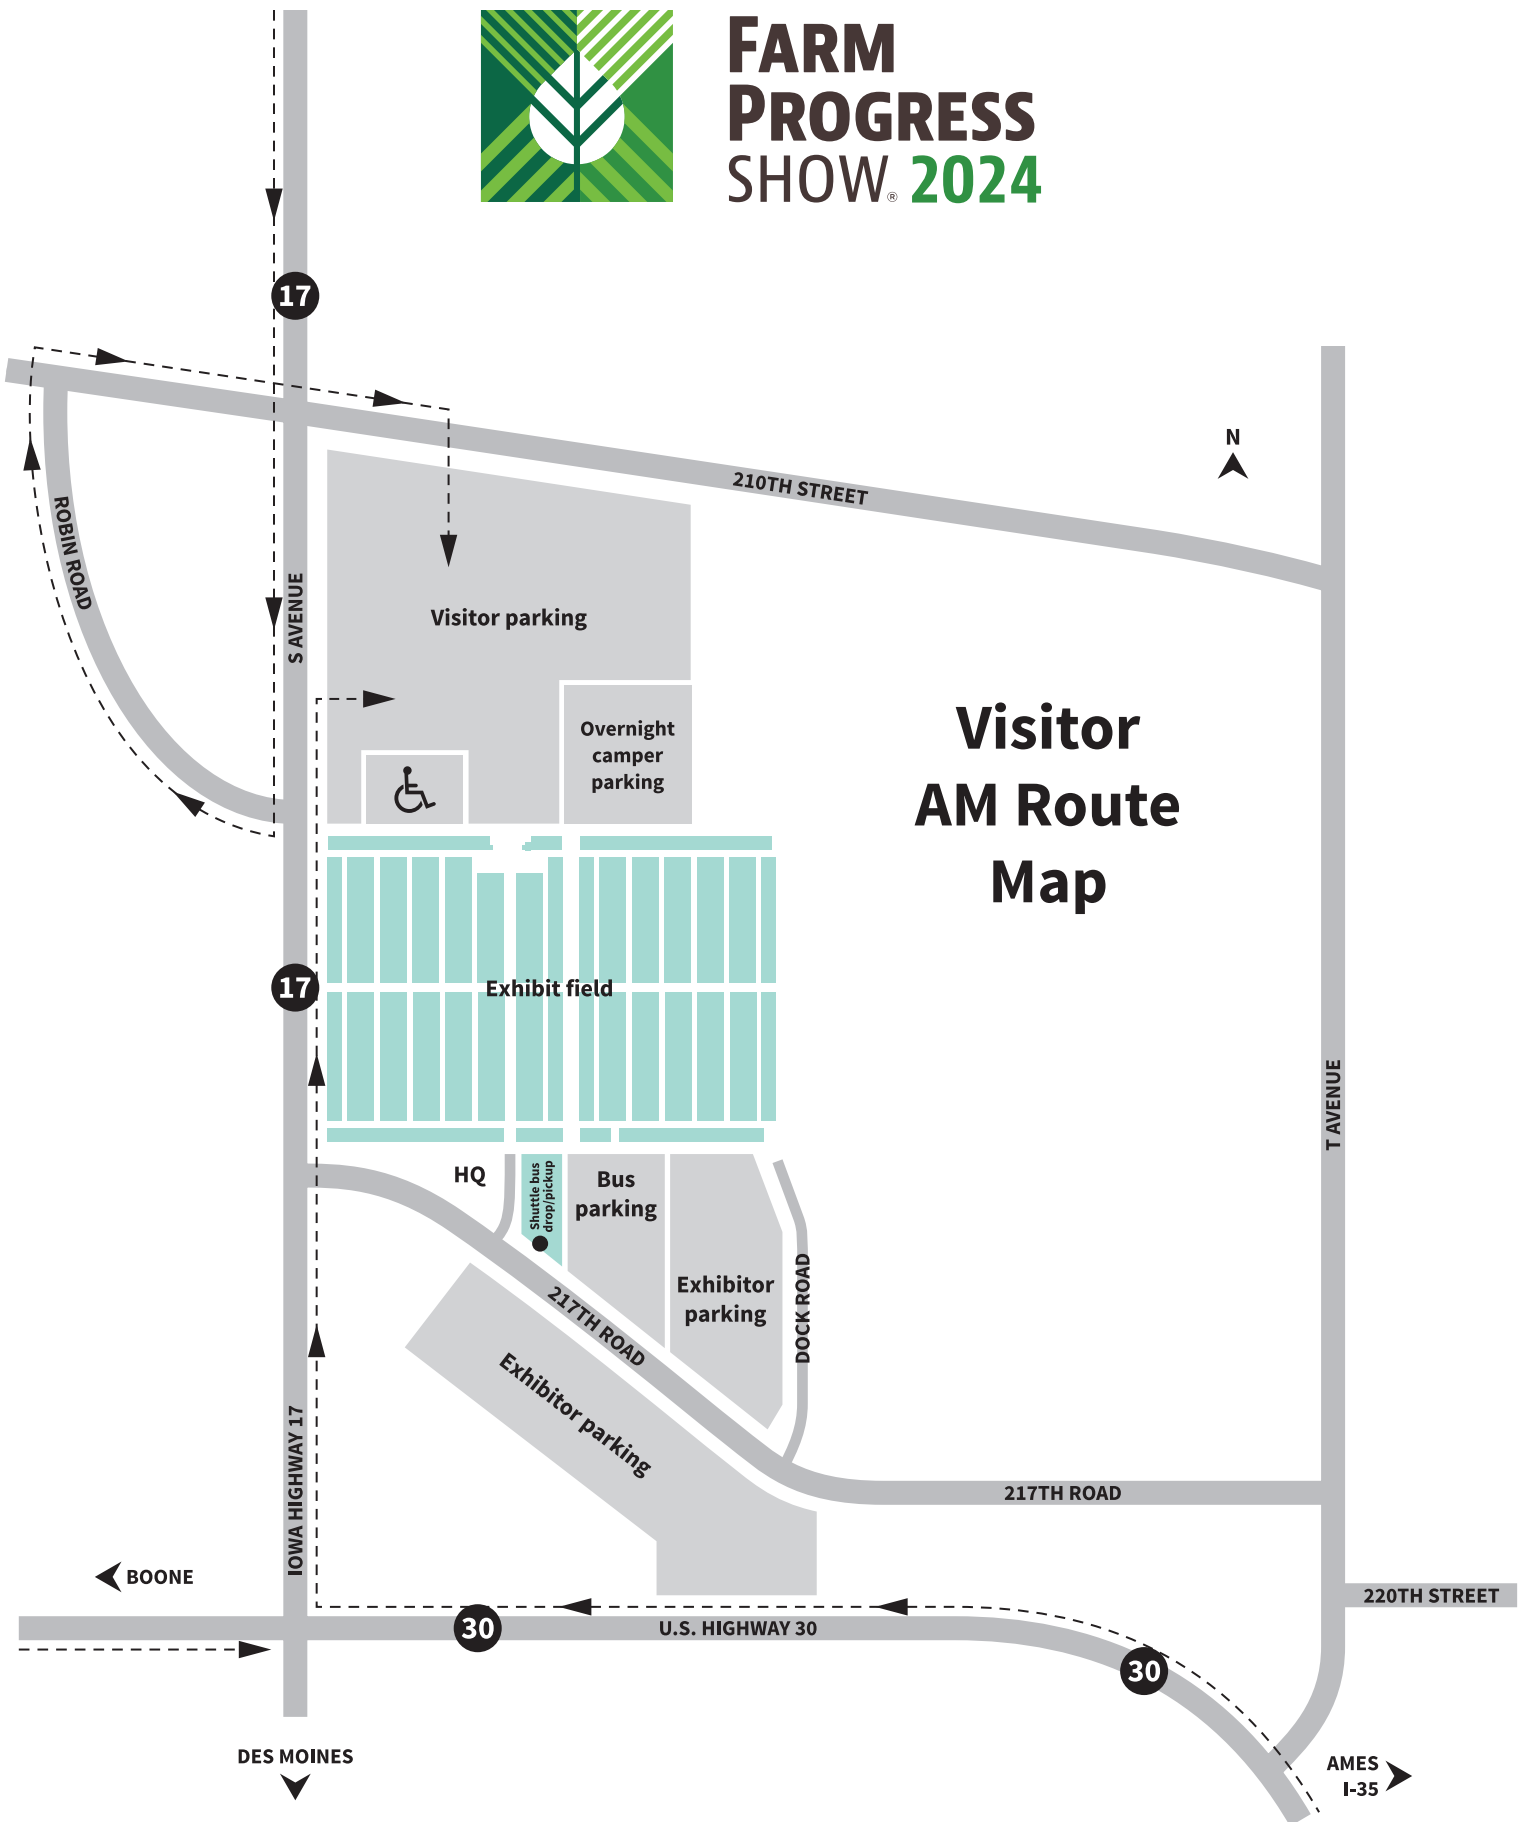 FARM
PROGRESS
SHOW® 2024
17
N
210TH STREET
ROBIN ROAD
S AVENUE
Visitor parking
Overnight
camper
parking
Visitor
AM Route
Map
17
Exhibit field
T AVENUE
HQ
Shuttle bus
drop/pickup
Bus
parking
Exhibitor
parking
DOCK ROAD
217TH ROAD
Exhibitor parking
IOWA HIGHWAY 17
217TH ROAD
BOONE
220TH STREET
30
U.S. HIGHWAY 30
30
DES MOINES
AMES
I-35